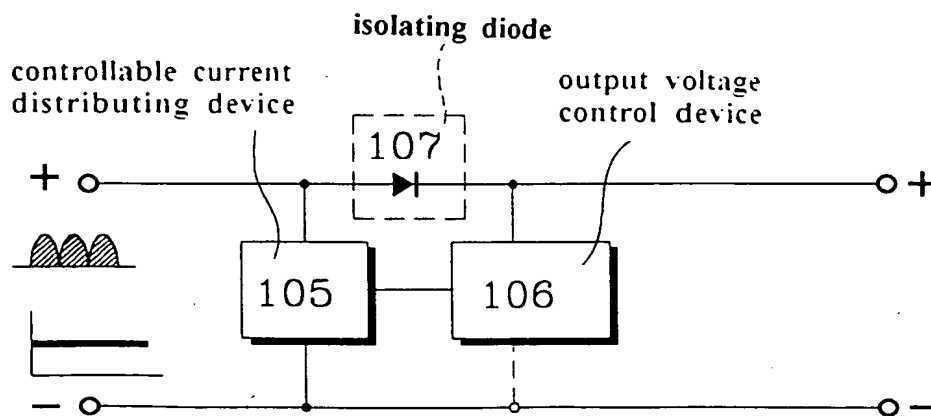 isolating diode
controllable current
distributing device
output voltage
control device
107
+
+
105
106
−
−